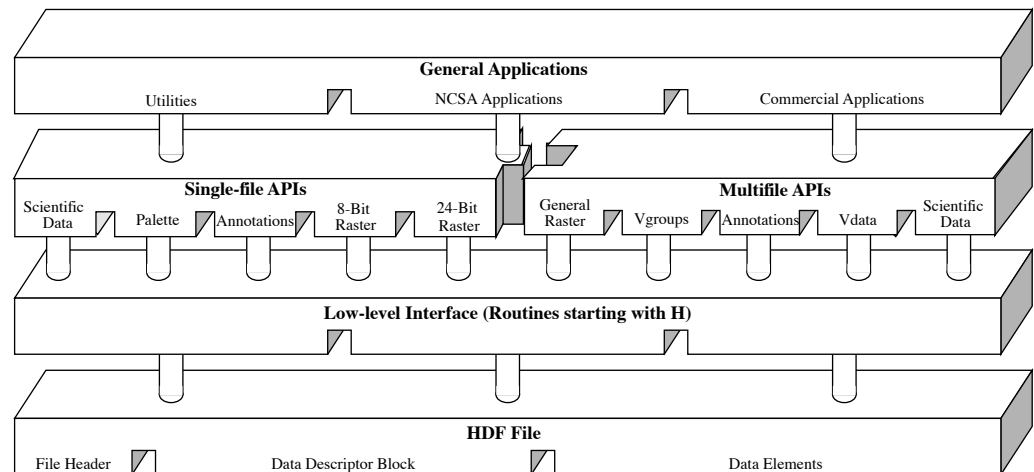 General Applications
Utilities
NCSA Applications
Commercial Applications
Single-file APIs
Multifile APIs
Scientific
Data
Palette
Annotations
8-Bit
Raster
24-Bit
Raster
General
Raster
Vgroups
Annotations
Vdata
Scientific
Data
Low-level Interface (Routines starting with H)
HDF File
File Header
Data Descriptor Block
Data Elements